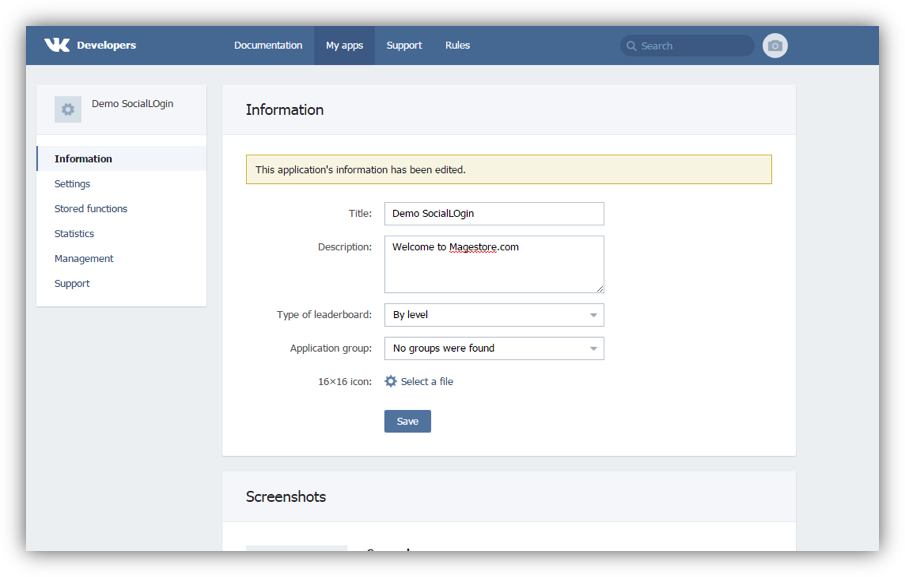 Developers
Documentation
My apps
Support
Rules
Search
Demo SocialLOgin
Information
Settings
Stored functions
Statistics
Management
Support
Information
This application's information has been edited.
Title: Demo SocialLOgin
Description: Welcome to Magestore.com
Type of leaderboard: By level
Application group: No groups were found
16×16 icon: Select a file
Save
Screenshots